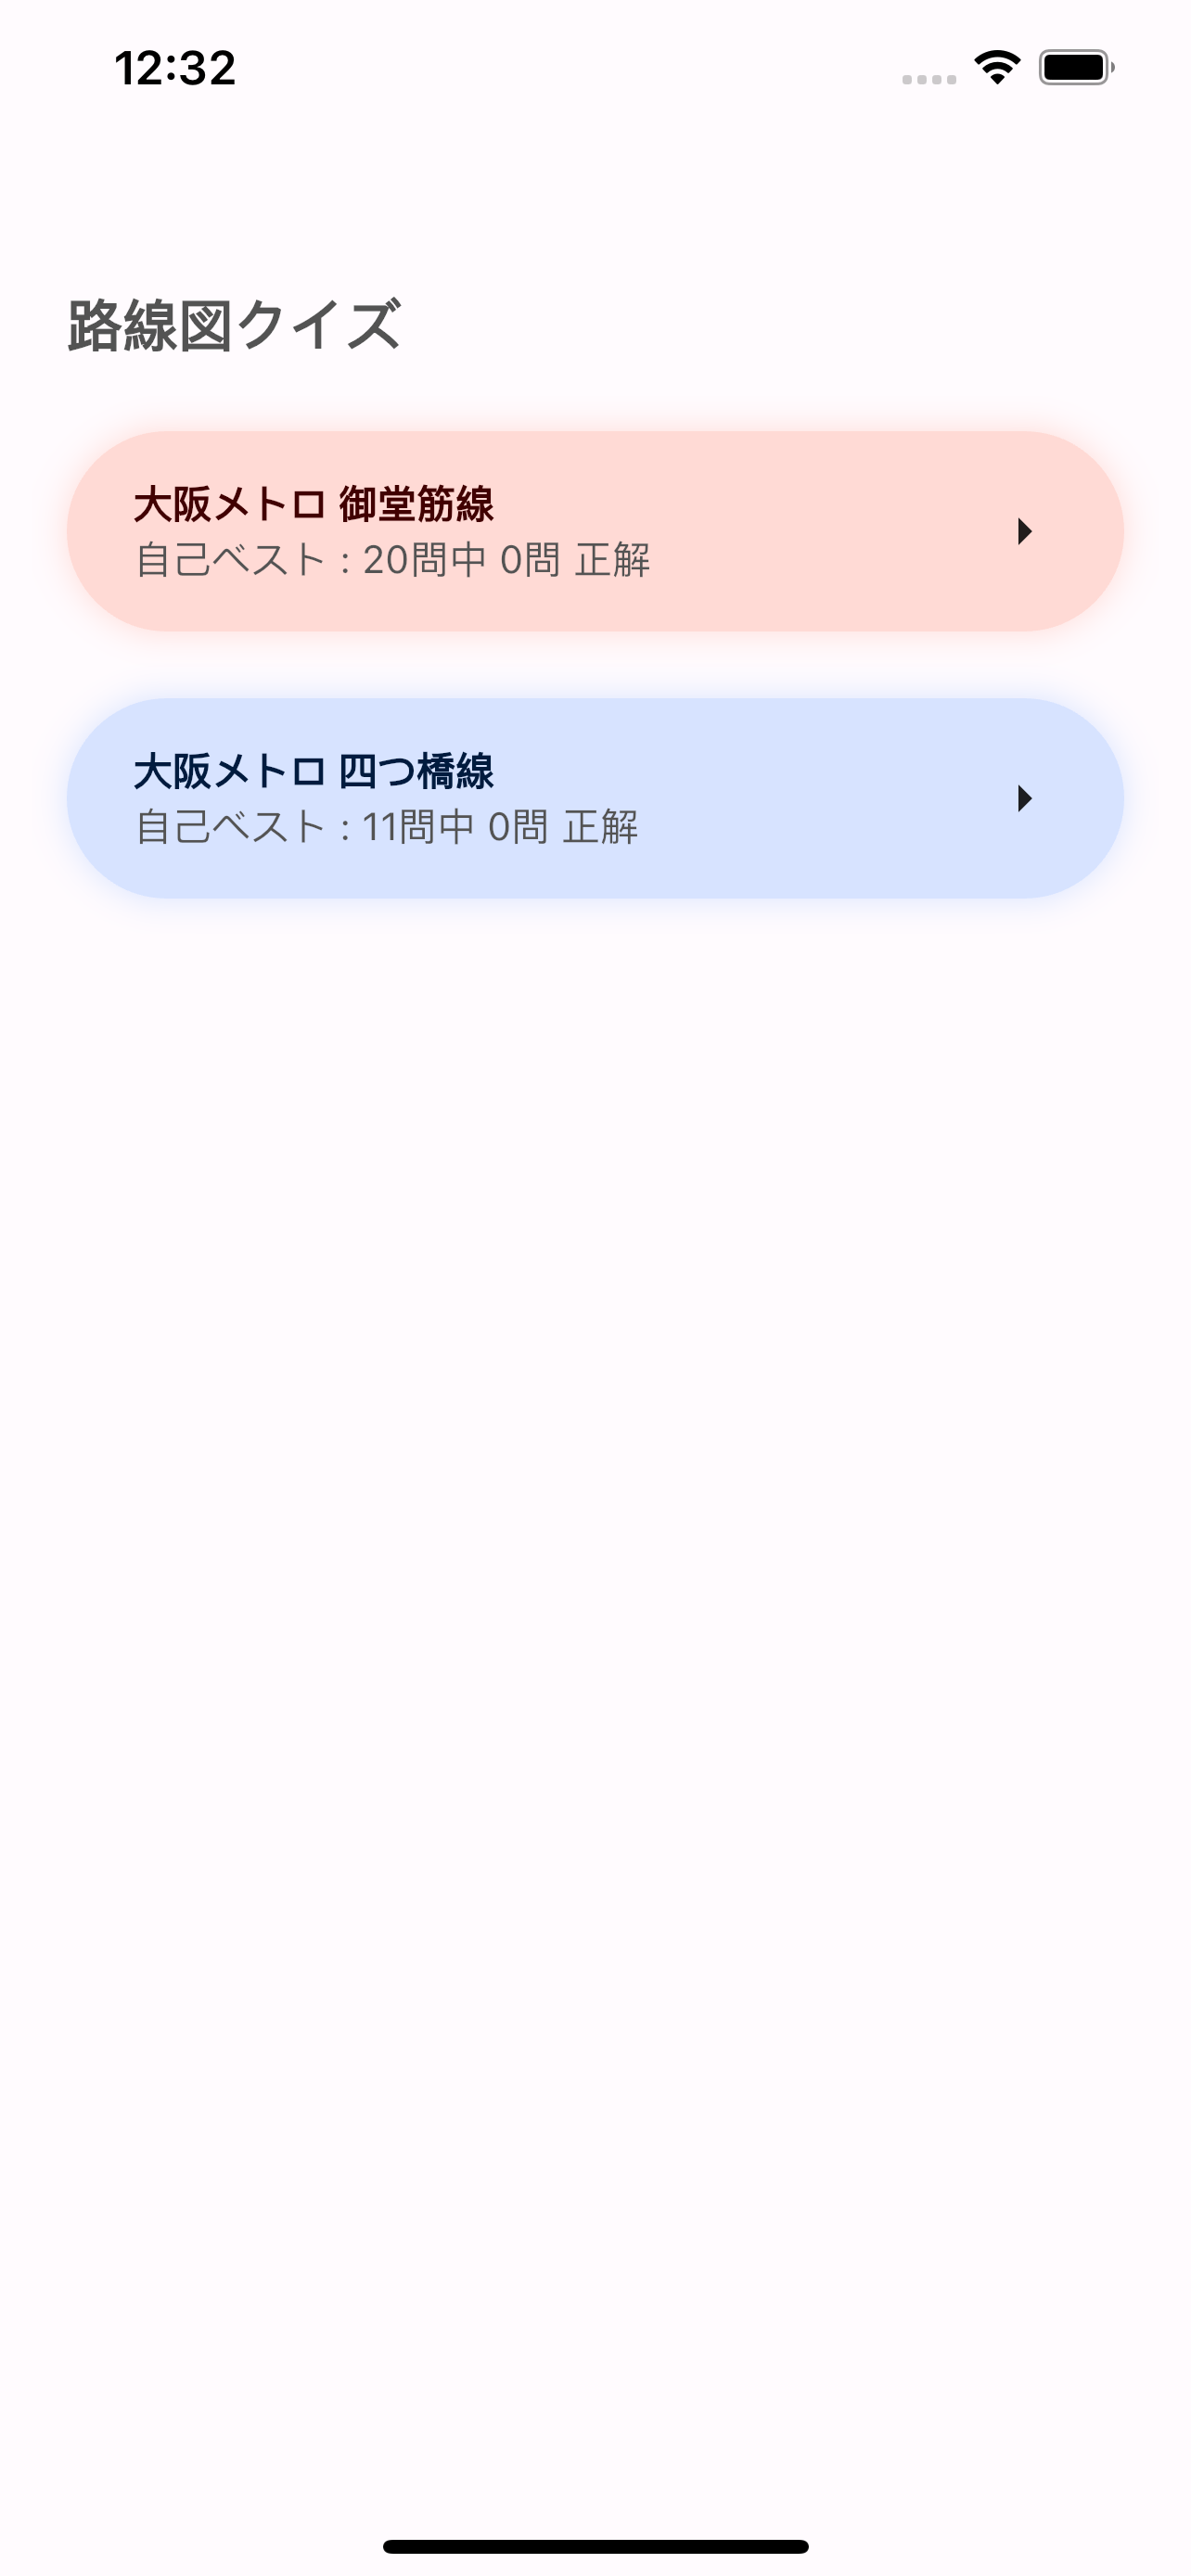 12:32
路線図クイズ
大阪メトロ 御堂筋線
自己ベスト : 20問中 0問 正解
大阪メトロ 四つ橋線
自己ベスト : 11問中 0問 正解